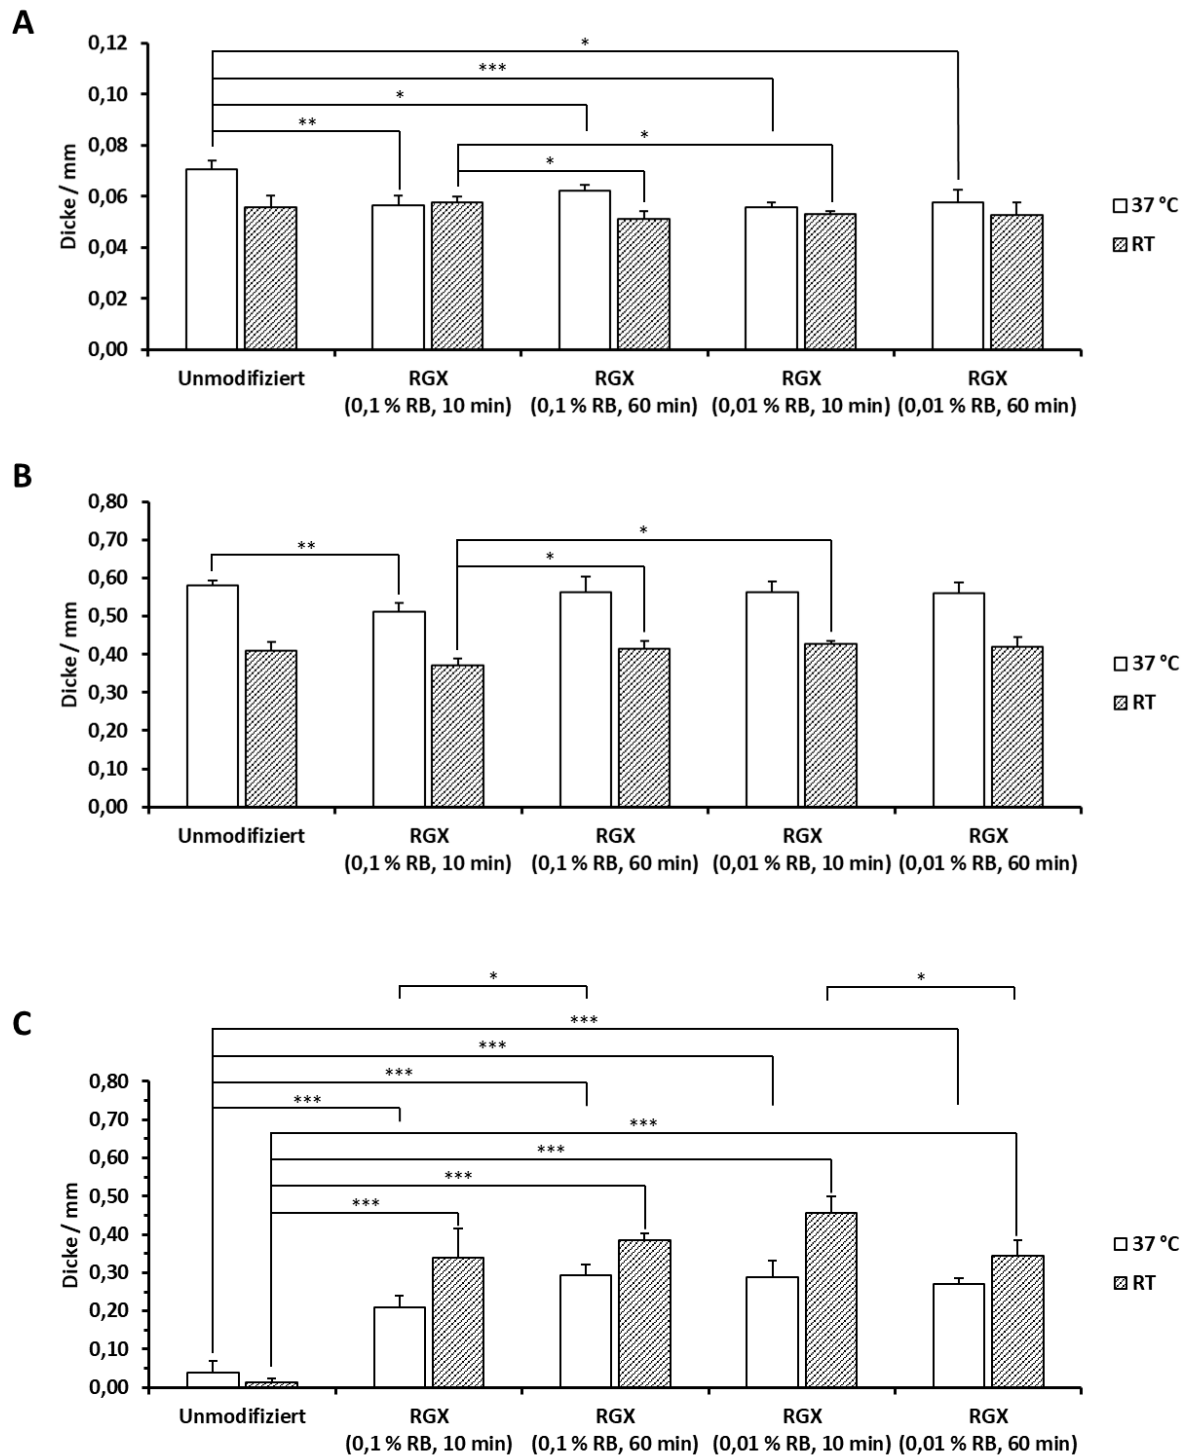 A
0,12
0,10
0,08
0,06
0,04
0,02
0,00
Dicke / mm
*
***
*
**
*
*
37 °C
RT
Unmodifiziert
RGX
(0,1 % RB, 10 min)
RGX
(0,1 % RB, 60 min)
RGX
(0,01 % RB, 10 min)
RGX
(0,01 % RB, 60 min)
B
0,80
0,70
0,60
0,50
0,40
0,30
0,20
0,10
0,00
Dicke / mm
**
*
*
37 °C
RT
Unmodifiziert
RGX
(0,1 % RB, 10 min)
RGX
(0,1 % RB, 60 min)
RGX
(0,01 % RB, 10 min)
RGX
(0,01 % RB, 60 min)
C
*
*
***
***
***
***
***
***
***
***
0,80
0,70
0,60
0,50
0,40
0,30
0,20
0,10
0,00
Dicke / mm
37 °C
RT
Unmodifiziert
RGX
(0,1 % RB, 10 min)
RGX
(0,1 % RB, 60 min)
RGX
(0,01 % RB, 10 min)
RGX
(0,01 % RB, 60 min)